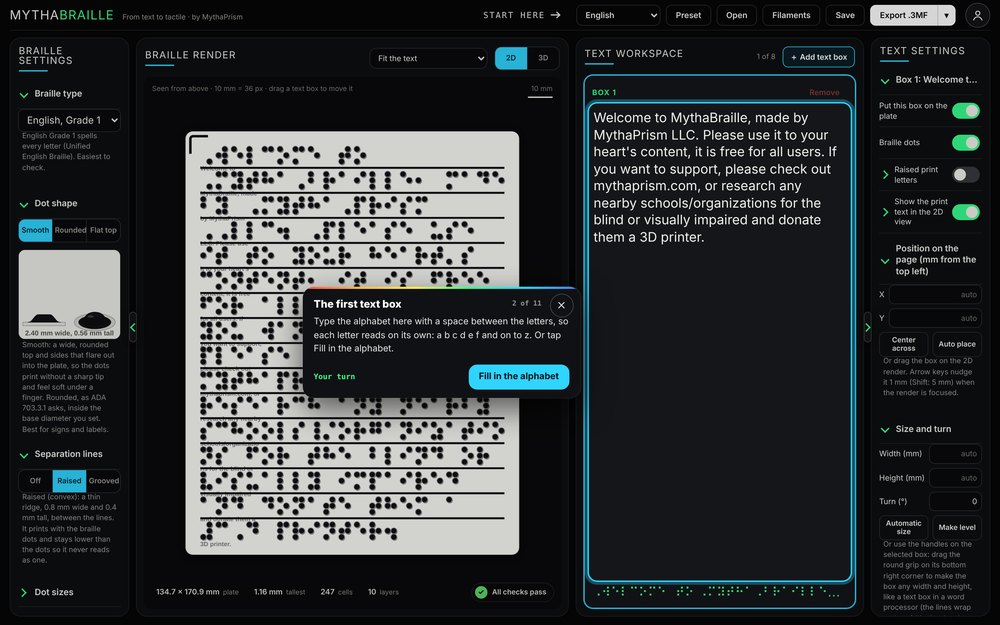 MYTHABRAILLE From text to tactile · by MythaPrism
START HERE → English Preset Open Filaments Save Export .3MF ▾
BRAILLE
SETTINGS
Braille type
English, Grade 1
English Grade 1 spells
every letter (Unified
English Braille). Easiest to
check.
Dot shape
Smooth Rounded Flat top
2.40 mm wide, 0.56 mm tall
Smooth: a wide, rounded
top and sides that flare out
into the plate, so the dots
print without a sharp tip
and feel soft under a
finger. Rounded, as ADA
703.3.1 asks, inside the
base diameter you set.
Best for signs and labels.
Separation lines
Off Raised Grooved
Raised (convex): a thin
ridge, 0.8 mm wide and 0.4
mm tall, between the lines.
It prints with the braille
dots and stays lower than
the dots so it never reads
as one.
Dot sizes
BRAILLE RENDER
Fit the text 2D 3D
Seen from above · 10 mm = 36 px · drag a text box to move it
10 mm
3D printer.
134.7 × 170.9 mm plate 1.16 mm tallest 247 cells 10 layers All checks pass
The first text box 2 of 11
Type the alphabet here with a space between the letters, so
each letter reads on its own: a b c d e f and on to z. Or tap
Fill in the alphabet.
Your turn Fill in the alphabet
TEXT WORKSPACE 1 of 8 + Add text box
BOX 1 Remove
Welcome to MythaBraille, made by
MythaPrism LLC. Please use it to your
heart's content, it is free for all users. If
you want to support, please check out
mythaprism.com, or research any
nearby schools/organizations for the
blind or visually impaired and donate
them a 3D printer.
TEXT SETTINGS
Box 1: Welcome t...
Put this box on the
plate
Braille dots
Raised print
letters
Show the print
text in the 2D
view
Position on the
page (mm from the
top left)
X auto
Y auto
Center
across
Auto place
Or drag the box on the 2D
render. Arrow keys nudge
it 1 mm (Shift: 5 mm) when
the render is focused.
Size and turn
Width (mm) auto
Height (mm) auto
Turn (°) 0
Automatic
size
Make level
Or use the handles on the
selected box: drag the
round grip on its bottom
right corner to make the
box any width and height,
like a text box in a word
processor (the lines wrap